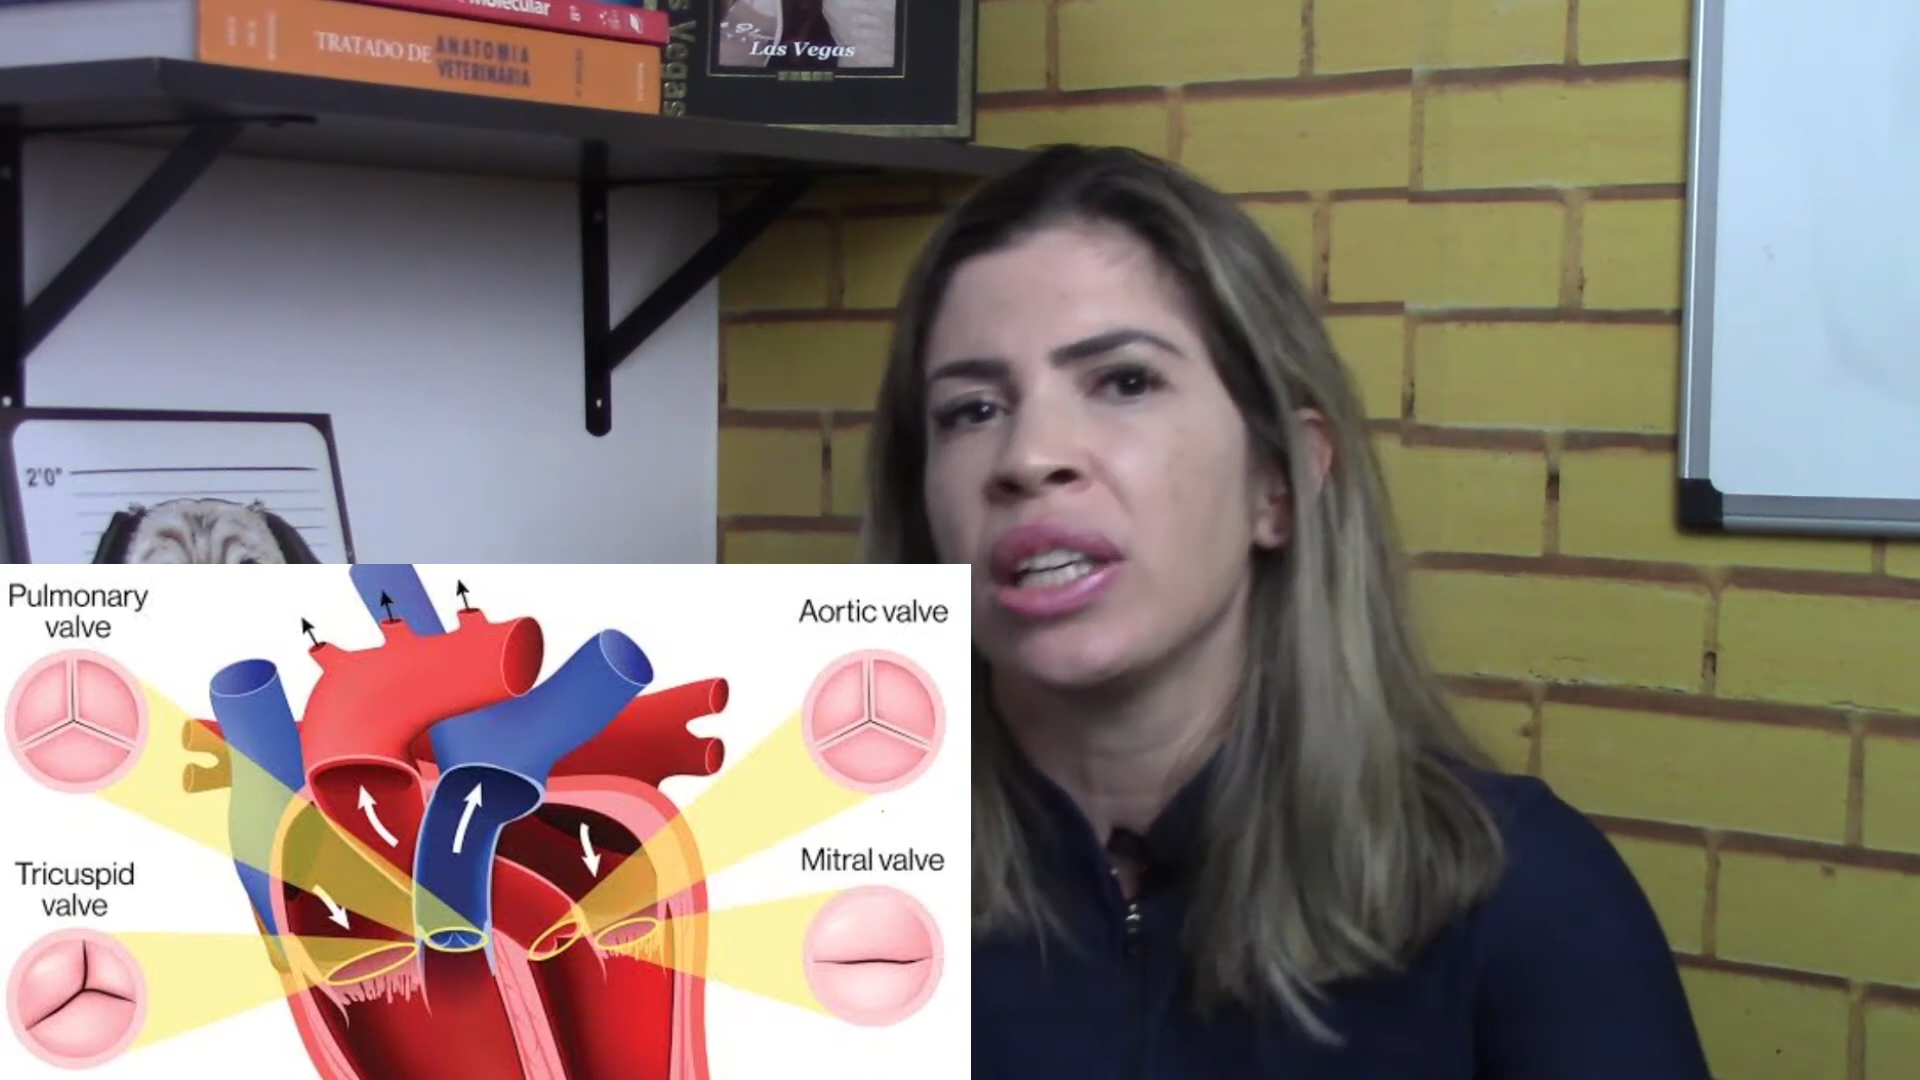 Molecular
TRATADO DE ANATOMIA
VETERINÁRIA
Las Vegas
Vegas
2'0"
Pulmonary
valve
Aortic valve
Tricuspid
valve
Mitral valve